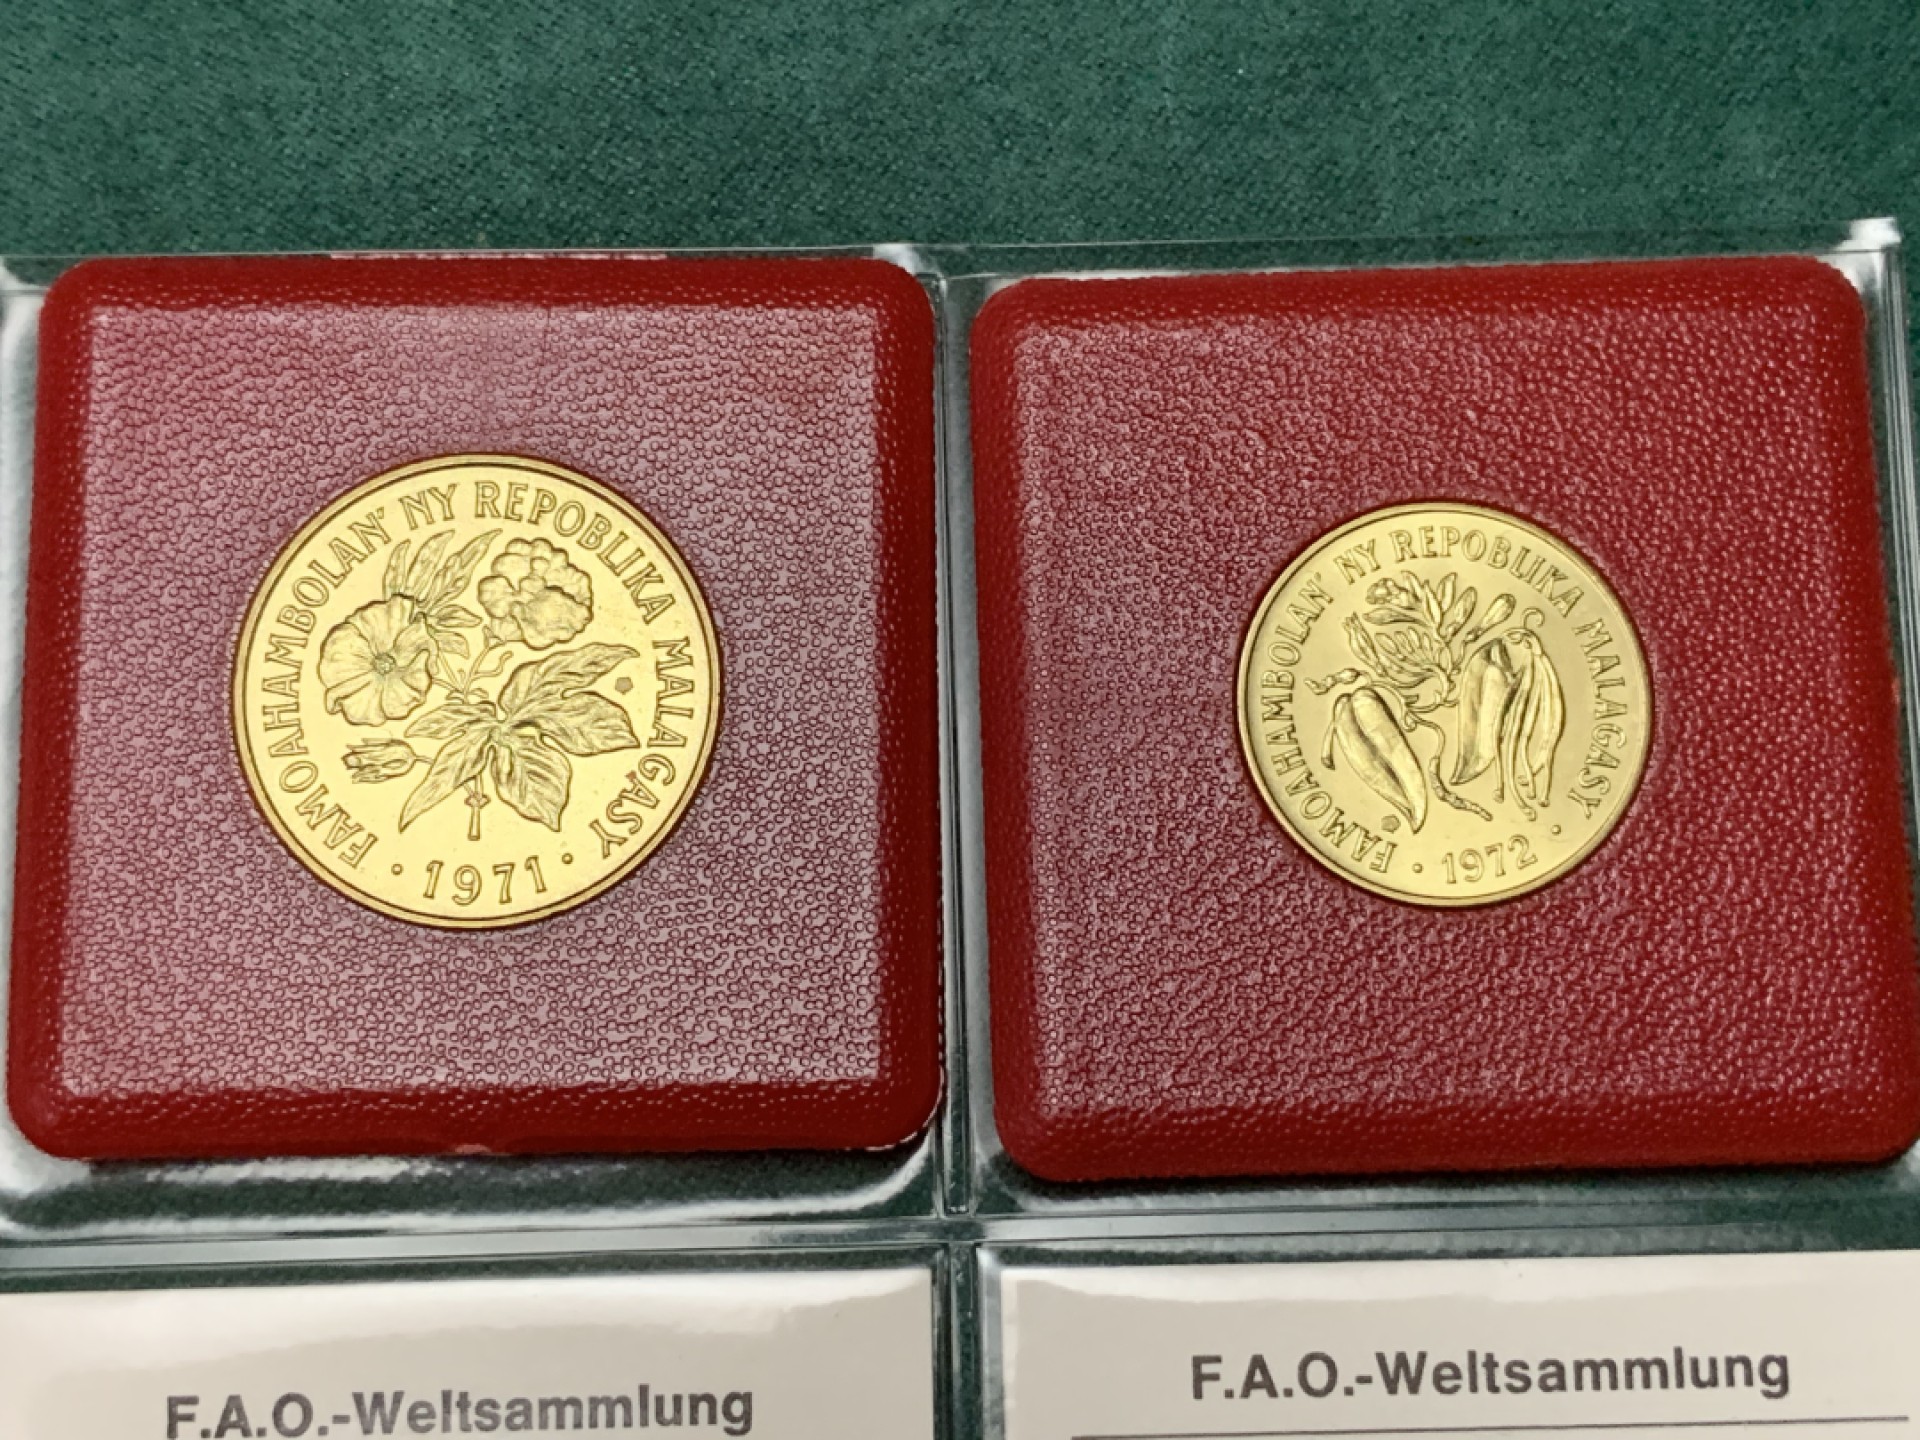 FAMOAHAMBOLAN' NY REPOBLIKA MALAGASY
· 1971 ·
FAMOAHAMBOLAN' NY REPOBLIKA MALAGASY
· 1972 ·
F.A.O.-Weltsammlung
F.A.O.-Weltsammlung